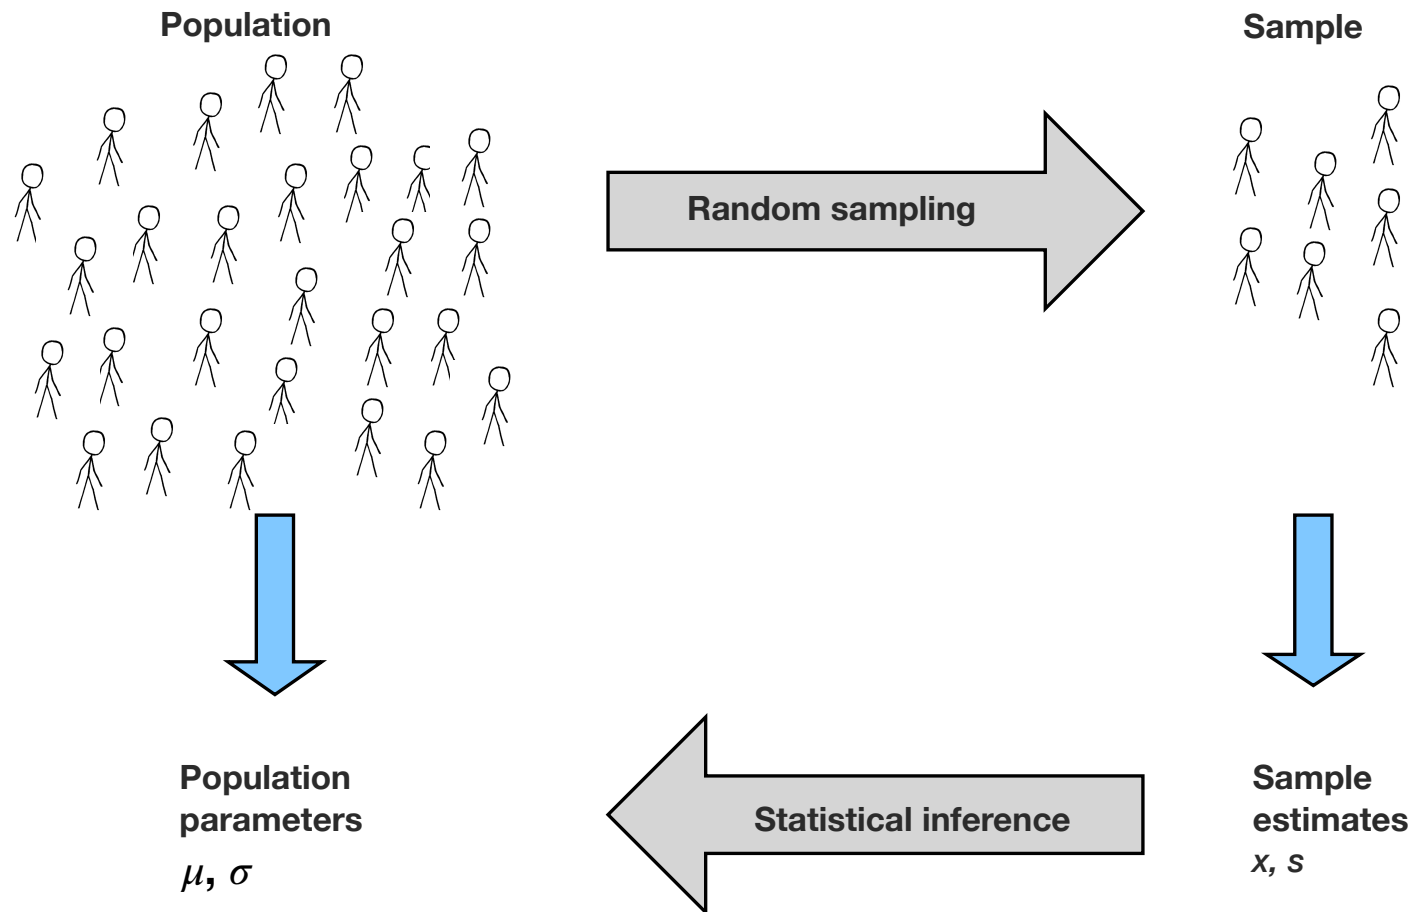 Population
Sample
Random sampling
Population
parameters
μ, σ
Statistical inference
Sample
estimates
x, s